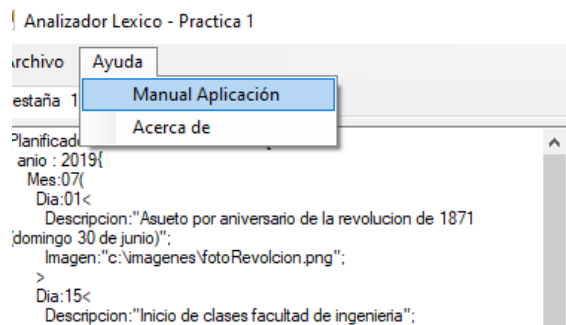 Analizador Lexico - Practica 1
Archivo Ayuda
Manual Aplicación
Acerca de
estaña 1
Planificad
anio : 2019{
Mes:07(
Dia:01<
Descripcion:"Asueto por aniversario de la revolucion de 1871
(domingo 30 de junio)";
Imagen:"c:\imagenes\fotoRevolcion.png";
>
Dia:15<
Descripcion:"Inicio de clases facultad de ingenieria";